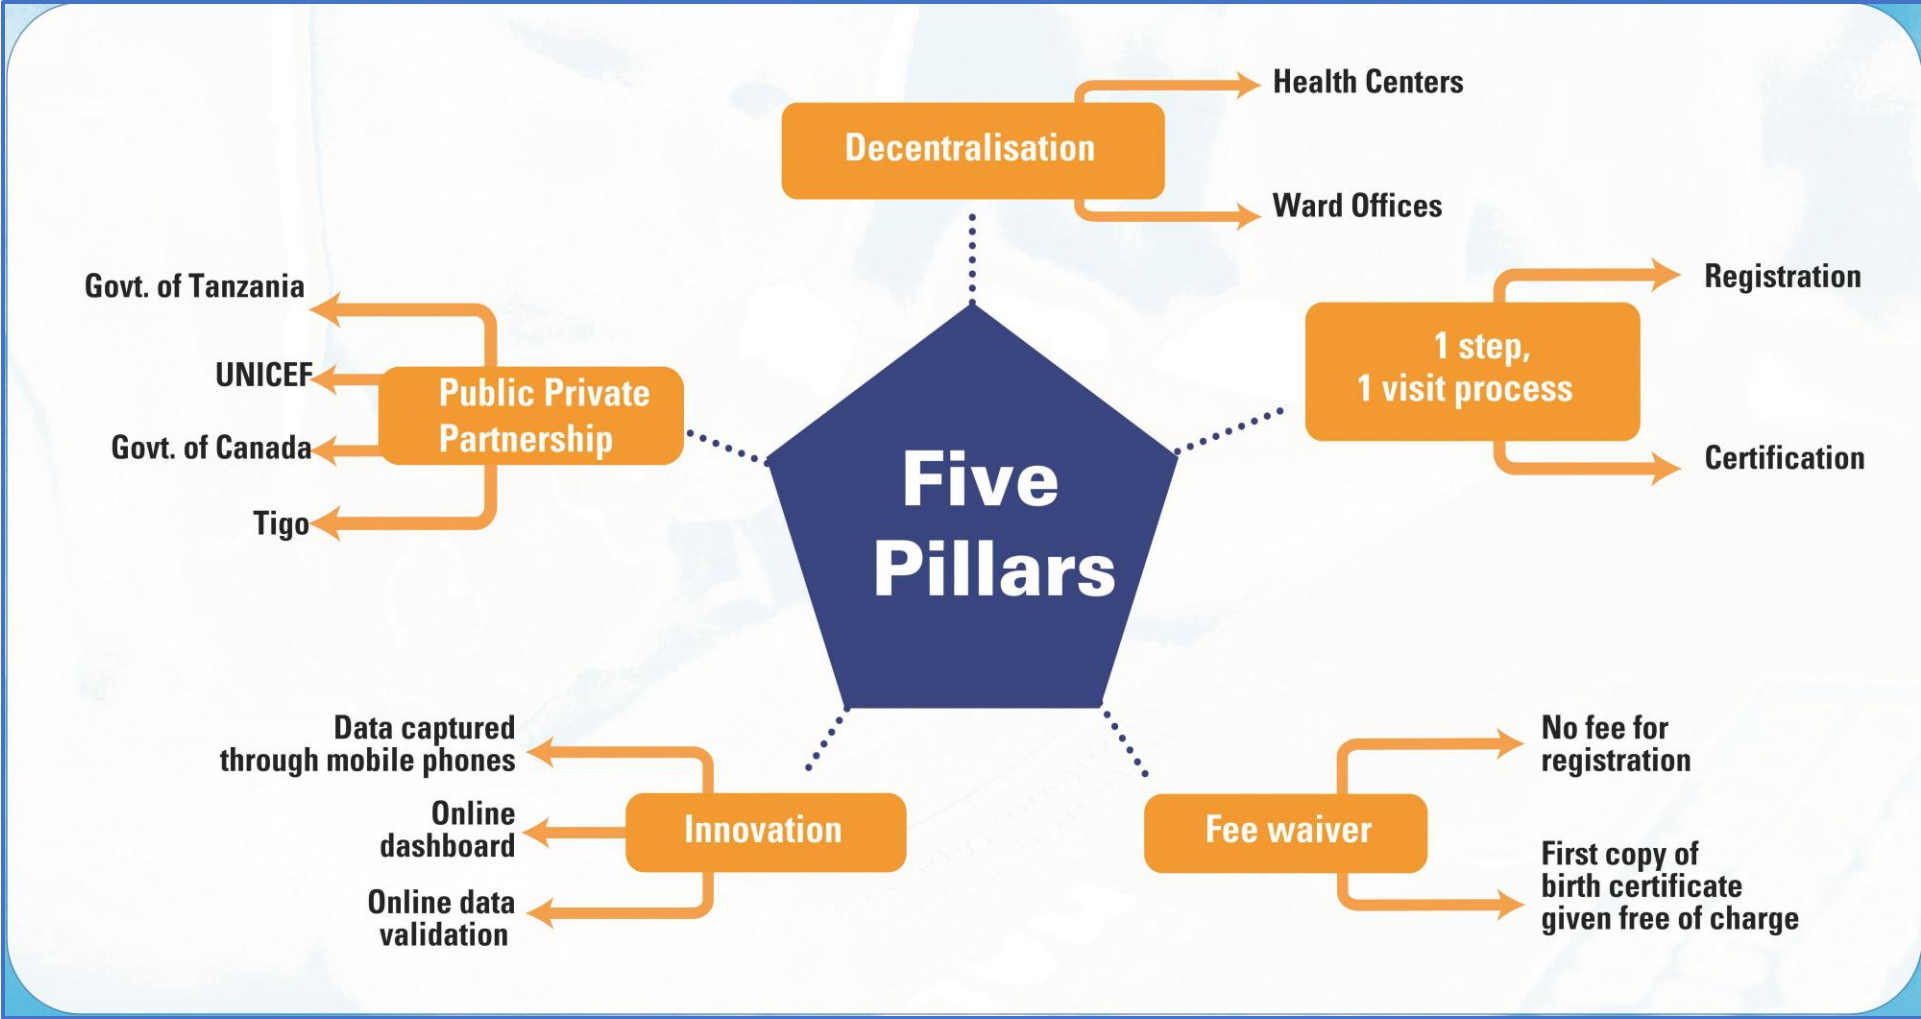 Health Centers
Decentralisation
Ward Offices
Registration
1 step,
1 visit process
Certification
Govt. of Tanzania
UNICEF
Public Private
Partnership
Govt. of Canada
Tigo
Five
Pillars
Data captured
through mobile phones
Online
dashboard
Innovation
Online data
validation
No fee for
registration
Fee waiver
First copy of
birth certificate
given free of charge